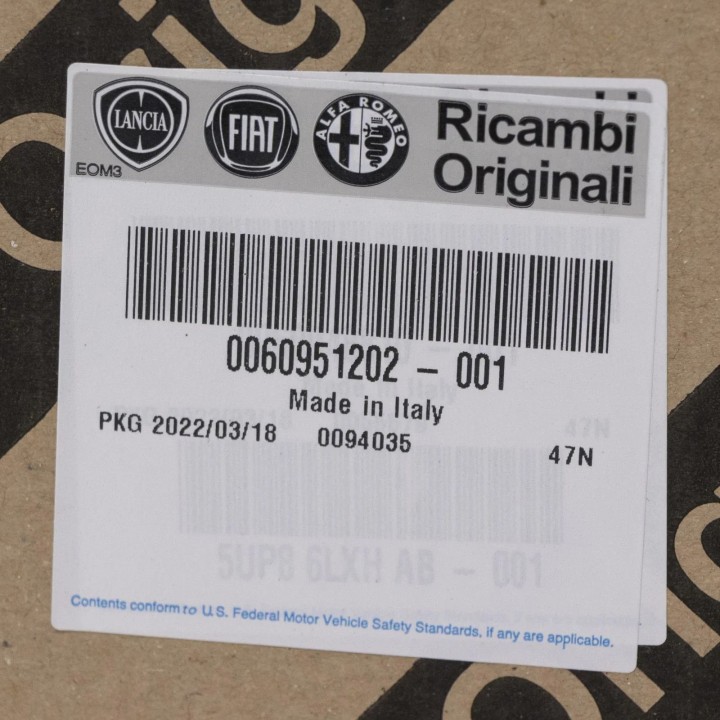 LANCIA
FIAT
ALFA ROMEO
Ricambi
Originali
EOM3
0060951202 - 001
Made in Italy
PKG 2022/03/18 0094035
47N
5UP8 6LXH AB - 001
Contents conform to U.S. Federal Motor Vehicle Safety Standards, if any are applicable.